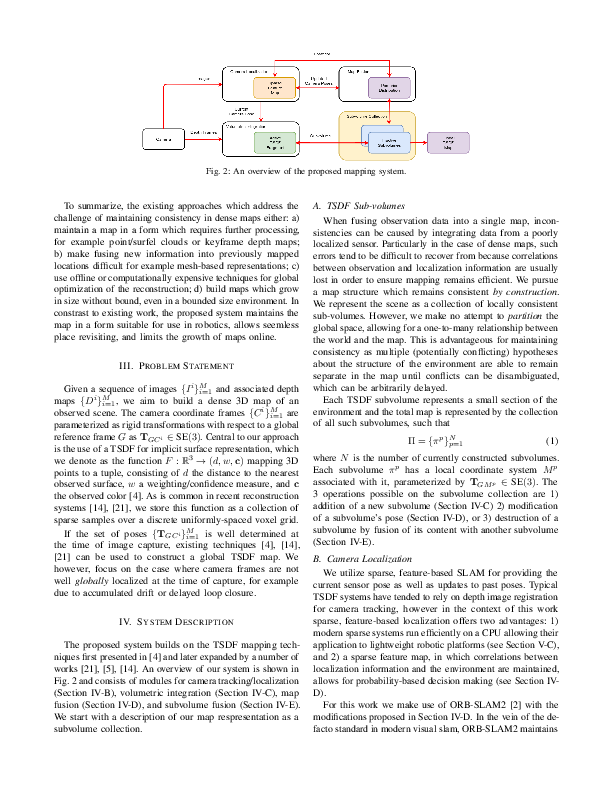 Camera Localization
Map Fusion
Updated
Camera Poses
Depth Frames
Subvolume Collection
Subvolumes
Map
Fig. 2: An overview of the proposed mapping system.
To summarize, the existing approaches which address the
challenge of maintaining consistency in dense maps either: a)
maintain a map in a form which requires further processing,
for example point/surfel clouds or keyframe depth maps;
b) make fusing new information into previously mapped
locations difficult for example mesh-based representations; c)
use offline or computationally expensive techniques for global
optimization of the reconstruction; d) build maps which grow
in size without bound, even in a bounded size environment. In
constrast to existing work, the proposed system maintains the
map in a form suitable for use in robotics, allows seemless
place revisiting, and limits the growth of maps online.
III. PROBLEM STATEMENT
Given a sequence of images {I^i}_{i=1}^M and associated depth
maps {D^i}_{i=1}^M, we aim to build a dense 3D map of an
observed scene. The camera coordinate frames {C^i}_{i=1}^M are
parameterized as rigid transformations with respect to a global
reference frame G as T_{GC^i} ∈ SE(3). Central to our approach
is the use of a TSDF for implicit surface representation, which
we denote as the function F : ℝ^3 → (d, w, c) mapping 3D
points to a tuple, consisting of d the distance to the nearest
observed surface, w a weighting/confidence measure, and c
the observed color [4]. As is common in recent reconstruction
systems [14], [21], we store this function as a collection of
sparse samples over a discrete uniformly-spaced voxel grid.
If the set of poses {T_{GC^i}}_{i=1}^M is well determined at
the time of image capture, existing techniques [4], [14],
[21] can be used to construct a global TSDF map. We
however, focus on the case where camera frames are not
well globally localized at the time of capture, for example
due to accumulated drift or delayed loop closure.
IV. SYSTEM DESCRIPTION
The proposed system builds on the TSDF mapping tech-
niques first presented in [4] and later expanded by a number of
works [21], [5], [14]. An overview of our system is shown in
Fig. 2 and consists of modules for camera tracking/localization
(Section IV-B), volumetric integration (Section IV-C), map
fusion (Section IV-D), and subvolume fusion (Section IV-E).
We start with a description of our map respresentation as a
subvolume collection.
A. TSDF Sub-volumes
When fusing observation data into a single map, incon-
sistencies can be caused by integrating data from a poorly
localized sensor. Particularly in the case of dense maps, such
errors tend to be difficult to recover from because correlations
between observation and localization information are usually
lost in order to ensure mapping remains efficient. We pursue
a map structure which remains consistent by construction.
We represent the scene as a collection of locally consistent
sub-volumes. However, we make no attempt to partition the
global space, allowing for a one-to-many relationship between
the world and the map. This is advantageous for maintaining
consistency as multiple (potentially conflicting) hypotheses
about the structure of the environment are able to remain
separate in the map until conflicts can be disambiguated,
which can be arbitrarily delayed.
Each TSDF subvolume represents a small section of the
environment and the total map is represented by the collection
of all such subvolumes, such that
Π = {π^p}_{p=1}^N (1)
where N is the number of currently constructed subvolumes.
Each subvolume π^p has a local coordinate system M^p
associated with it, parameterized by T_{GM^p} ∈ SE(3). The
3 operations possible on the subvolume collection are 1)
addition of a new subvolume (Section IV-C) 2) modification
of a subvolume's pose (Section IV-D), or 3) destruction of a
subvolume by fusion of its content with another subvolume
(Section IV-E).
B. Camera Localization
We utilize sparse, feature-based SLAM for providing the
current sensor pose as well as updates to past poses. Typical
TSDF systems have tended to rely on depth image registration
for camera tracking, however in the context of this work
sparse, feature-based localization offers two advantages: 1)
modern sparse systems run efficiently on a CPU allowing their
application to lightweight robotic platforms (see Section V-C),
and 2) a sparse feature map, in which correlations between
localization information and the environment are maintained,
allows for probability-based decision making (see Section IV-
D).
For this work we make use of ORB-SLAM2 [2] with the
modifications proposed in Section IV-D. In the vein of the de-
facto standard in modern visual slam, ORB-SLAM2 maintains